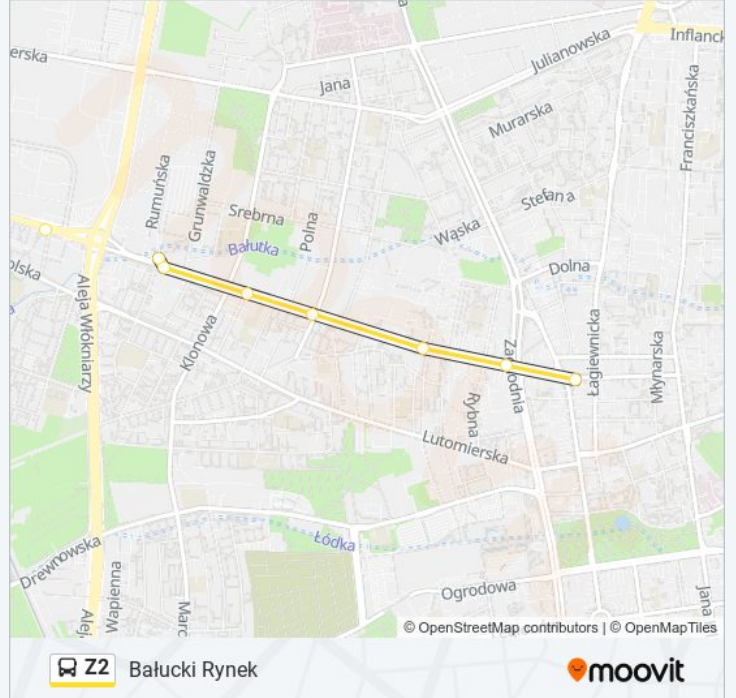 Inflanck
Julianowska
erska
Jana
Franciszkańska
Murarska
Rumuńska
Grunwaldzka
Stefana
Srebrna
Polna
Wąska
Bałutka
Dolna
olska
Aleja Włókniarzy
Klonowa
Łagiewnicka
Zachodnia
Młynarska
Rybna
Lutomierska
Łódka
Drewnowska
Wapienna
Ogrodowa
Jana
Marc
Alej
© OpenStreetMap contributors | © OpenMapTiles
Z2 Bałucki Rynek
moovit